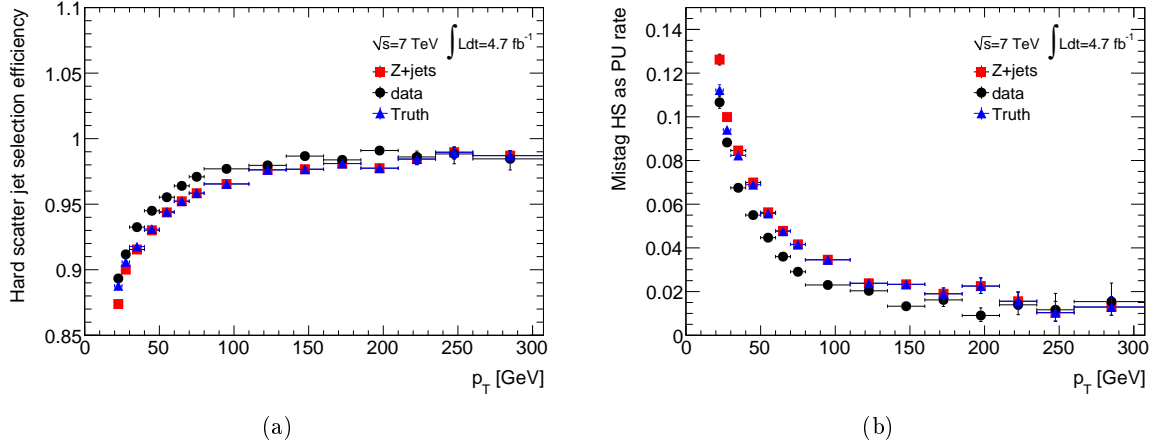 Hard scatter jet selection efficiency
1.1
1.05
1
0.95
0.9
0.85
√s=7 TeV ∫Ldt=4.7 fb⁻¹
Z+jets
data
Truth
0 50 100 150 200 250 300
p_T [GeV]
(a)
Mistag HS as PU rate
0.14
0.12
0.1
0.08
0.06
0.04
0.02
0
√s=7 TeV ∫Ldt=4.7 fb⁻¹
Z+jets
data
Truth
0 50 100 150 200 250 300
p_T [GeV]
(b)